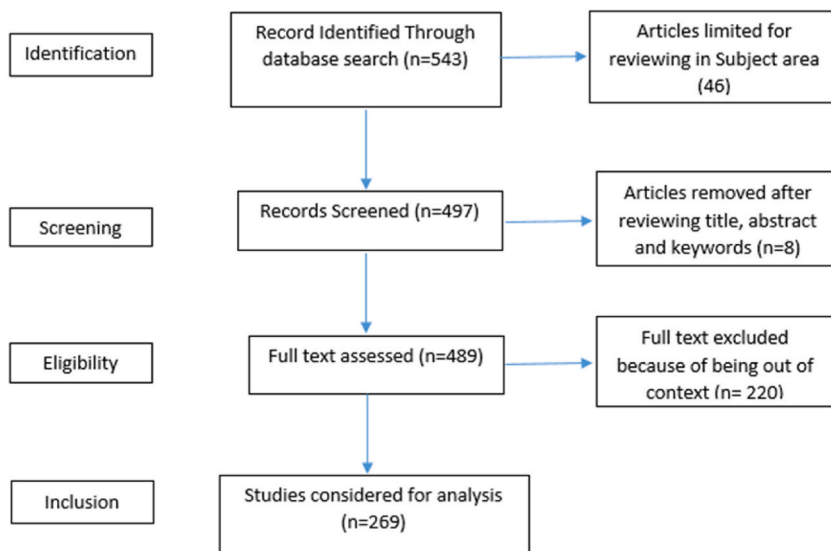 Identification
Record Identified Through
database search (n=543)
Articles limited for
reviewing in Subject area
(46)
Screening
Records Screened (n=497)
Articles removed after
reviewing title, abstract
and keywords (n=8)
Eligibility
Full text assessed (n=489)
Full text excluded
because of being out of
context (n= 220)
Inclusion
Studies considered for analysis
(n=269)